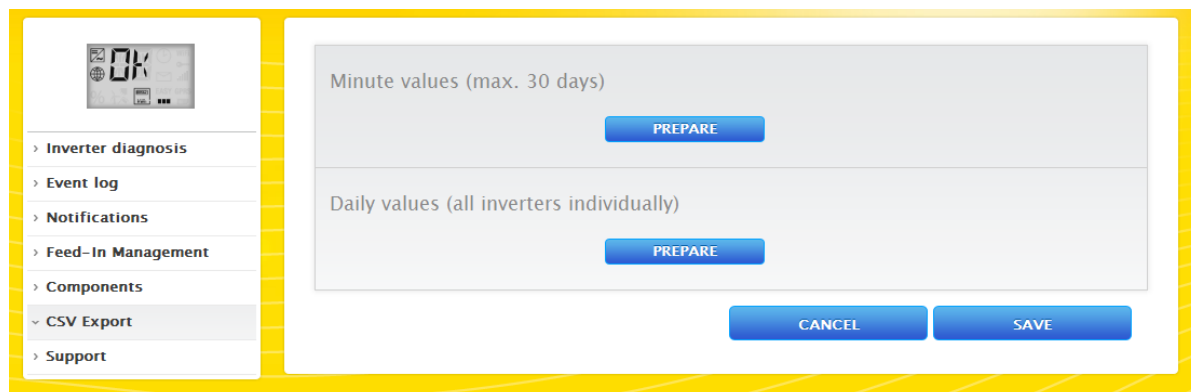 OK
Inverter diagnosis
Event log
Notifications
Feed-In Management
Components
CSV Export
Support
Minute values (max. 30 days)
PREPARE
Daily values (all inverters individually)
PREPARE
CANCEL
SAVE